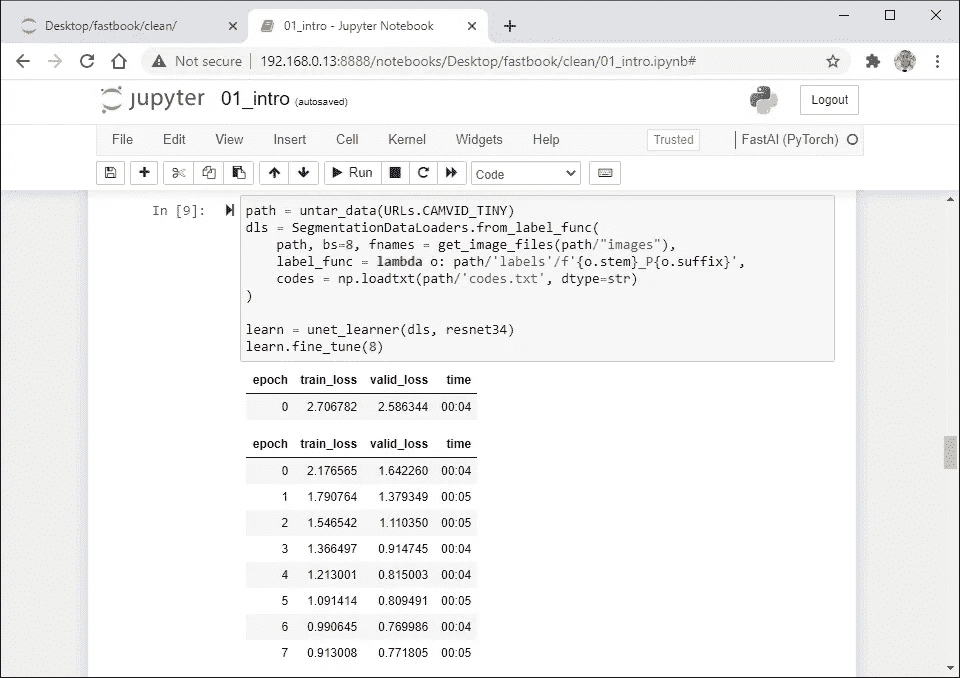 Desktop/fastbook/clean/
01_intro - Jupyter Notebook
Not secure | 192.168.0.13:8888/notebooks/Desktop/fastbook/clean/01_intro.ipynb#
jupyter 01_intro (autosaved)
Logout
File Edit View Insert Cell Kernel Widgets Help Trusted FastAI (PyTorch)
Run Code
In [9]:
path = untar_data(URLs.CAMVID_TINY)
dls = SegmentationDataLoaders.from_label_func(
    path, bs=8, fnames = get_image_files(path/"images"),
    label_func = lambda o: path/'labels'/f'{o.stem}_P{o.suffix}',
    codes = np.loadtxt(path/'codes.txt', dtype=str)
)
learn = unet_learner(dls, resnet34)
learn.fine_tune(8)
epoch train_loss valid_loss time
0 2.706782 2.586344 00:04
epoch train_loss valid_loss time
0 2.176565 1.642260 00:04
1 1.790764 1.379349 00:05
2 1.546542 1.110350 00:05
3 1.366497 0.914745 00:04
4 1.213001 0.815003 00:04
5 1.091414 0.809491 00:05
6 0.990645 0.769986 00:04
7 0.913008 0.771805 00:05